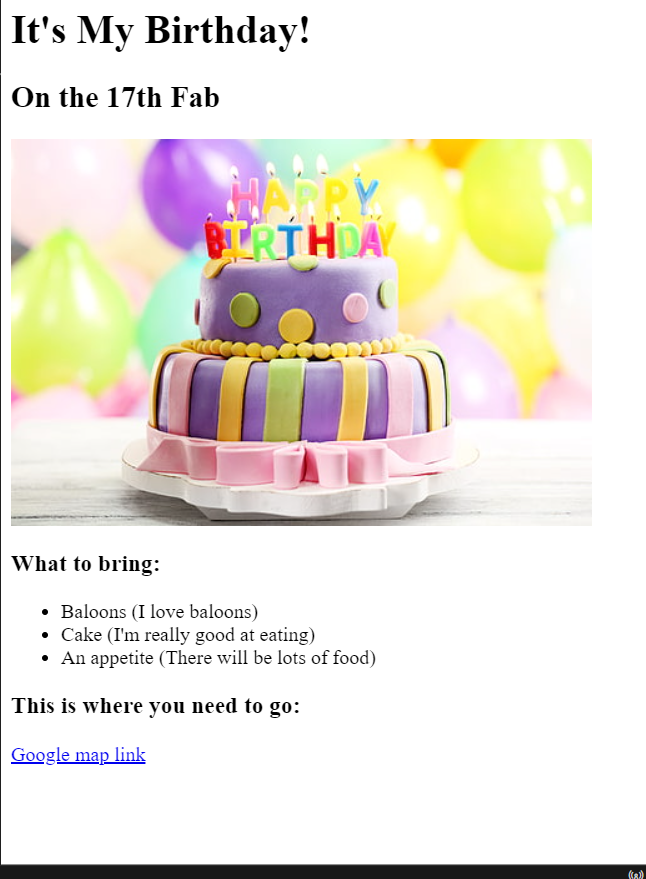 It's My Birthday!
On the 17th Fab
HAPPY
BIRTHDAY
What to bring:
Baloons (I love baloons)
Cake (I'm really good at eating)
An appetite (There will be lots of food)
This is where you need to go:
Google map link